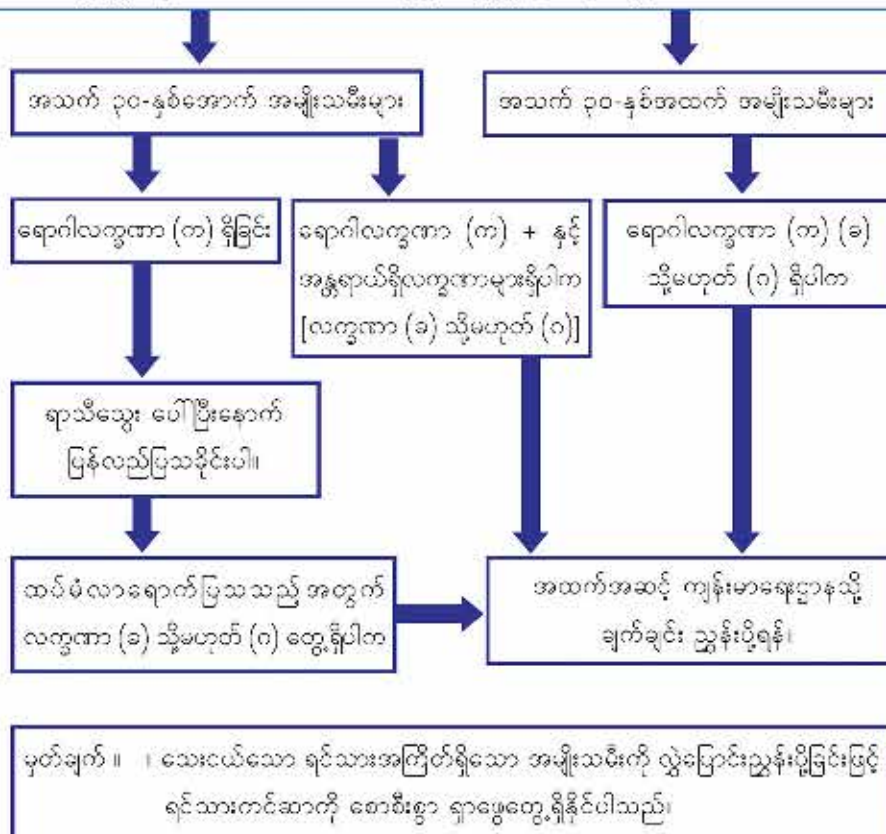 အသက် ၃၀-နှစ်အောက် အမျိုးသမီးများ
အသက် ၃၀-နှစ်အထက် အမျိုးသမီးများ
ရောဂါလက္ခဏာ (က) ရှိခြင်း
ရောဂါလက္ခဏာ (က) + နှင့်
အန္တရာယ်ရှိလက္ခဏာများရှိပါက
[လက္ခဏာ (ခ) သို့မဟုတ် (ဂ)]
ရောဂါလက္ခဏာ (က) (ခ)
သို့မဟုတ် (ဂ) ရှိပါက
ရာသီသွေး ပေါ်ပြီးနောက်
ပြန်လည်ပြသခိုင်းပါ။
ထပ်မံလာရောက်ပြသသည့် အတွက်
လက္ခဏာ (ခ) သို့မဟုတ် (ဂ) တွေ့ရှိပါက
အထက်အဆင့် ကျန်းမာရေးဌာနသို့
ချက်ချင်း ညွှန်းပို့ရန်၊
မှတ်ချက် ။ ၊ သေးငယ်သော ရင်သားအကြိတ်ရှိသော အမျိုးသမီးကို လွှဲပြောင်းညွှန်းပို့ခြင်းဖြင့်
ရင်သားကင်ဆာကို စောစီးစွာ ရှာဖွေတွေ့ရှိနိုင်ပါသည်၊